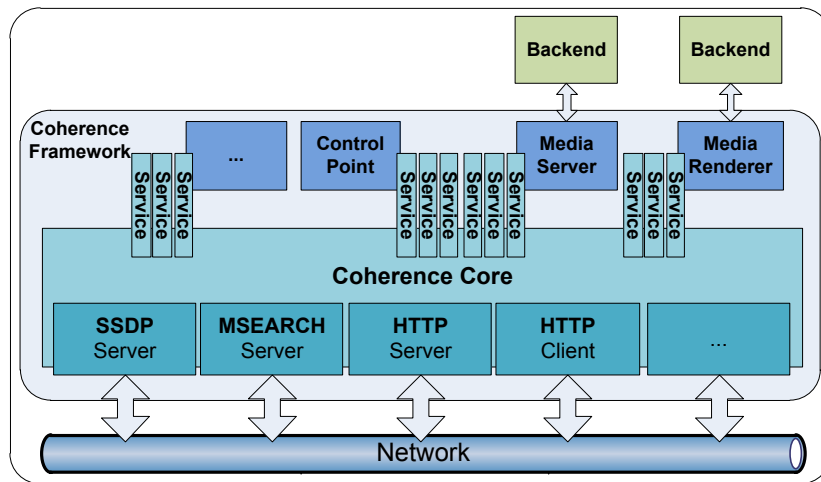 Backend
Backend
Coherence
Framework
...
Control
Point
Media
Server
Media
Renderer
Service
Service
Service
Service
Service
Service
Service
Service
Service
Service
Service
Service
Coherence Core
SSDP
Server
MSEARCH
Server
HTTP
Server
HTTP
Client
...
Network